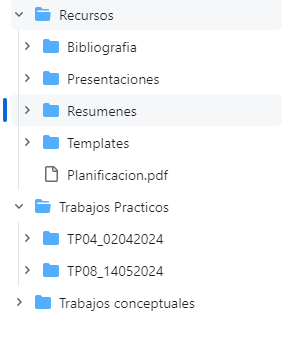 Recursos
Bibliografia
Presentaciones
Resumenes
Templates
Planificacion.pdf
Trabajos Practicos
TP04_02042024
TP08_14052024
Trabajos conceptuales